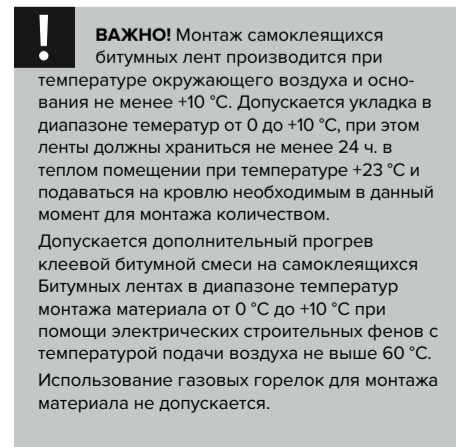 !
ВАЖНО! Монтаж самоклеящихся
битумных лент производится при
температуре окружающего воздуха и осно-
вания не менее +10 °С. Допускается укладка в
диапазоне темератур от 0 до +10 °С, при этом
ленты должны храниться не менее 24 ч. в
теплом помещении при температуре +23 °С и
подаваться на кровлю необходимым в данный
момент для монтажа количеством.
Допускается дополнительный прогрев
клеевой битумной смеси на самоклеящихся
Битумных лентах в диапазоне температур
монтажа материала от 0 °С до +10 °С при
помощи электрических строительных фенов с
температурой подачи воздуха не выше 60 °С.
Использование газовых горелок для монтажа
материала не допускается.